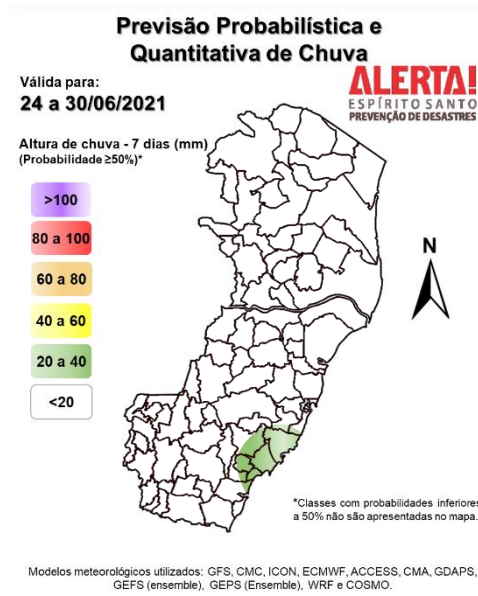 Previsão Probabilística e
Quantitativa de Chuva
Válida para:
24 a 30/06/2021
ALERTA!
ESPÍRITO SANTO
PREVENÇÃO DE DESASTRES
Altura de chuva - 7 dias (mm)
(Probabilidade ≥50%)*
>100
80 a 100
60 a 80
40 a 60
20 a 40
<20
N
*Classes com probabilidades inferiores
a 50% não são apresentadas no mapa.
Modelos meteorológicos utilizados: GFS, CMC, ICON, ECMWF, ACCESS, CMA, GDAPS,
GEFS (ensemble), GEPS (Ensemble), WRF e COSMO.